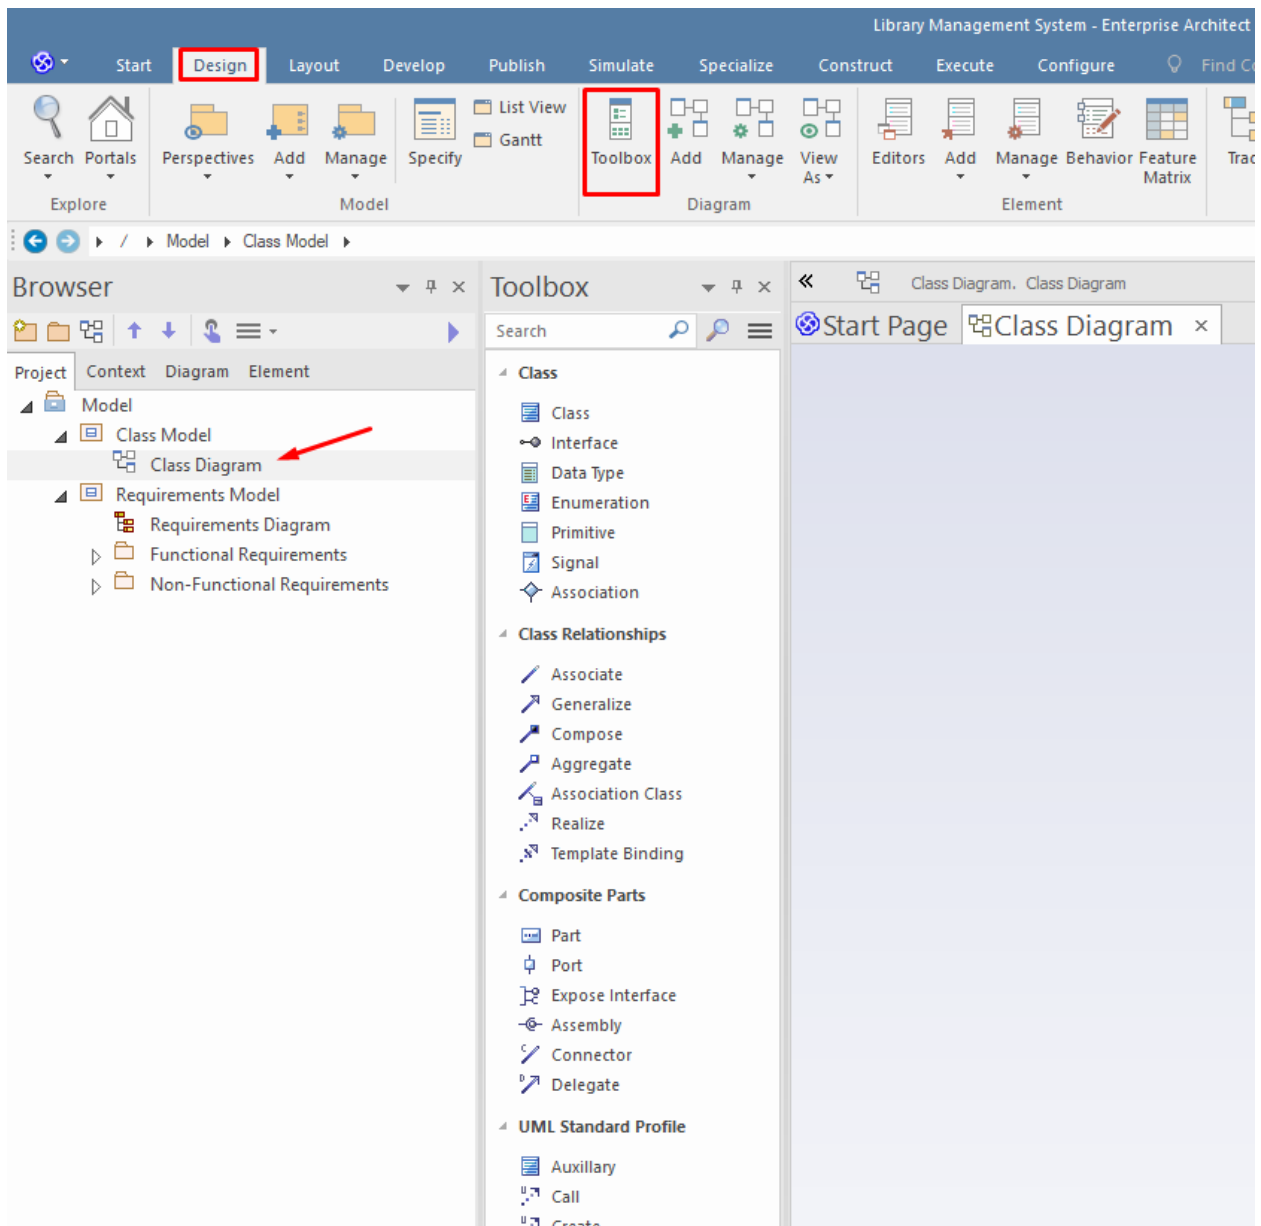 Library Management System - Enterprise Architect
Start Design Layout Develop Publish Simulate Specialize Construct Execute Configure Find
Search Portals Perspectives Add Manage Specify List View Gantt Toolbox Add Manage View As Editors Add Manage Behavior Feature Matrix
Explore Model Diagram Element
/ Model Class Model
Browser
Project Context Diagram Element
Model
Class Model
Class Diagram
Requirements Model
Requirements Diagram
Functional Requirements
Non-Functional Requirements
Toolbox
Search
Class
Class
Interface
Data Type
Enumeration
Primitive
Signal
Association
Class Relationships
Associate
Generalize
Compose
Aggregate
Association Class
Realize
Template Binding
Composite Parts
Part
Port
Expose Interface
Assembly
Connector
Delegate
UML Standard Profile
Auxillary
Call
Create
Class Diagram. Class Diagram
Start Page Class Diagram ×